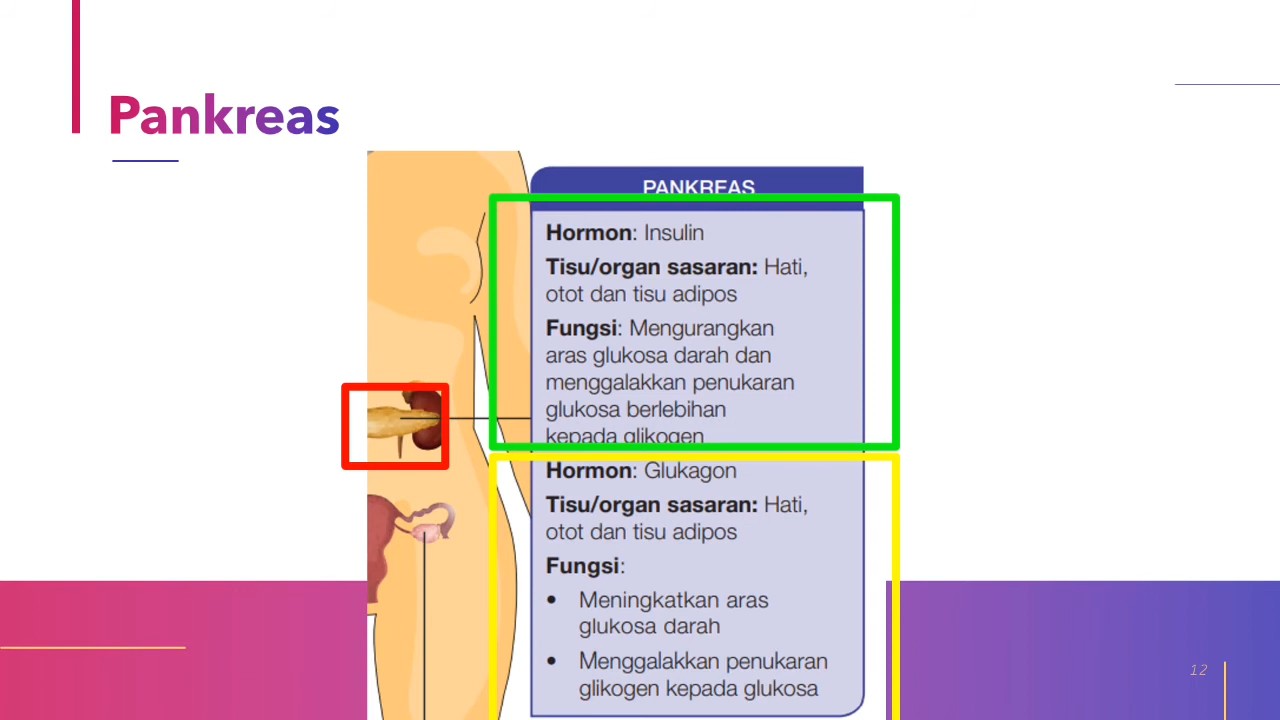 Pankreas
PANKREAS
Hormon: Insulin
Tisu/organ sasaran: Hati,
otot dan tisu adipos
Fungsi: Mengurangkan
aras glukosa darah dan
menggalakkan penukaran
glukosa berlebihan
kepada glikogen
Hormon: Glukagon
Tisu/organ sasaran: Hati,
otot dan tisu adipos
Fungsi:
• Meningkatkan aras
glukosa darah
• Menggalakkan penukaran
glikogen kepada glukosa
12